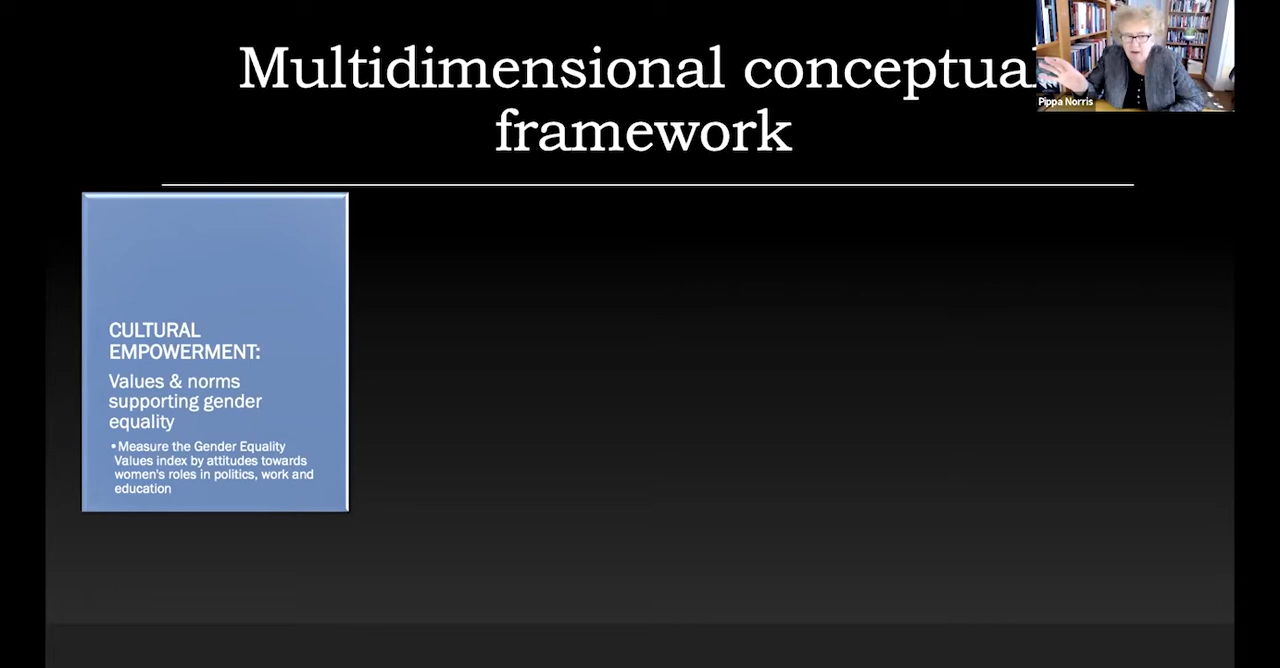 Multidimensional conceptual
framework
Pippa Norris
CULTURAL
EMPOWERMENT:
Values & norms
supporting gender
equality
•Measure the Gender Equality
Values index by attitudes towards
women's roles in politics, work and
education